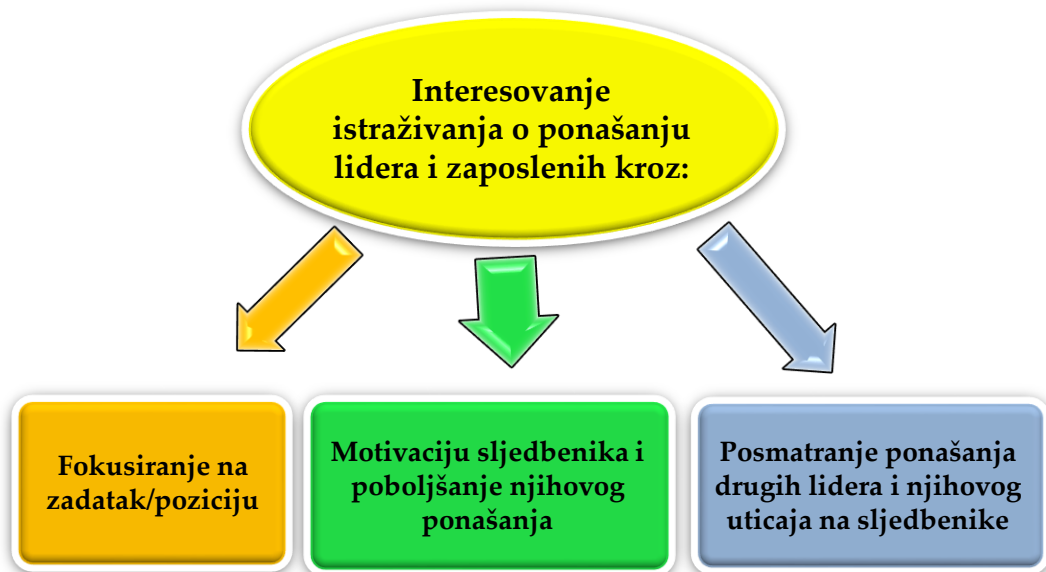 Interesovanje
istraživanja o ponašanju
lidera i zaposlenih kroz:
Fokusiranje na
zadatak/poziciju
Motivaciju sljedbenika i
poboljšanje njihovog
ponašanja
Posmatranje ponašanja
drugih lidera i njihovog
uticaja na sljedbenike